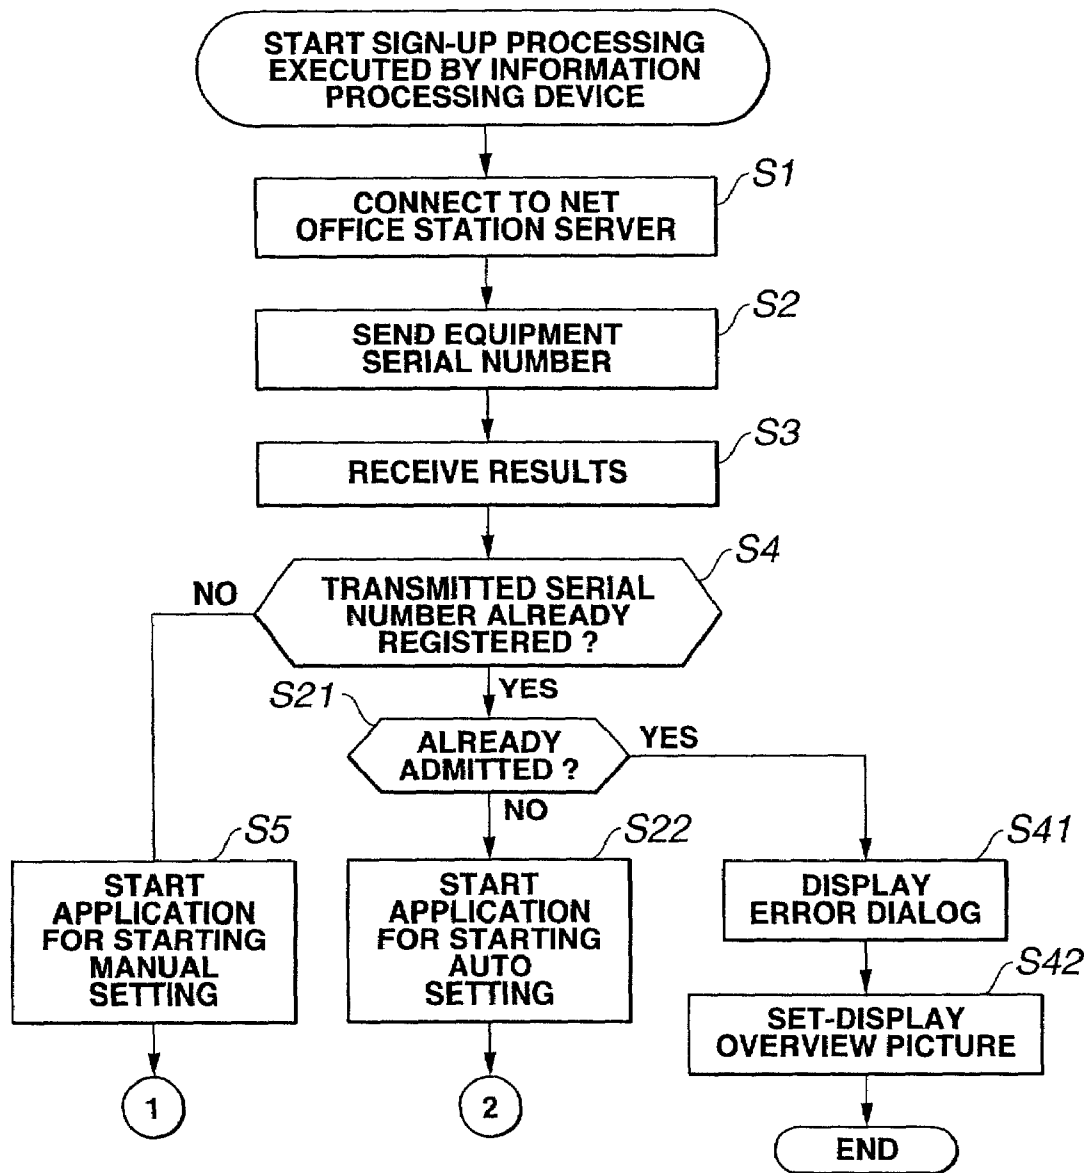 START SIGN-UP PROCESSING
EXECUTED BY INFORMATION
PROCESSING DEVICE
S1
CONNECT TO NET
OFFICE STATION SERVER
S2
SEND EQUIPMENT
SERIAL NUMBER
S3
RECEIVE RESULTS
S4
TRANSMITTED SERIAL
NUMBER ALREADY
REGISTERED ?
NO
YES
S21
ALREADY
ADMITTED ?
YES
NO
S5
START
APPLICATION
FOR STARTING
MANUAL
SETTING
S22
START
APPLICATION
FOR STARTING
AUTO
SETTING
S41
DISPLAY
ERROR DIALOG
S42
SET-DISPLAY
OVERVIEW PICTURE
1
2
END